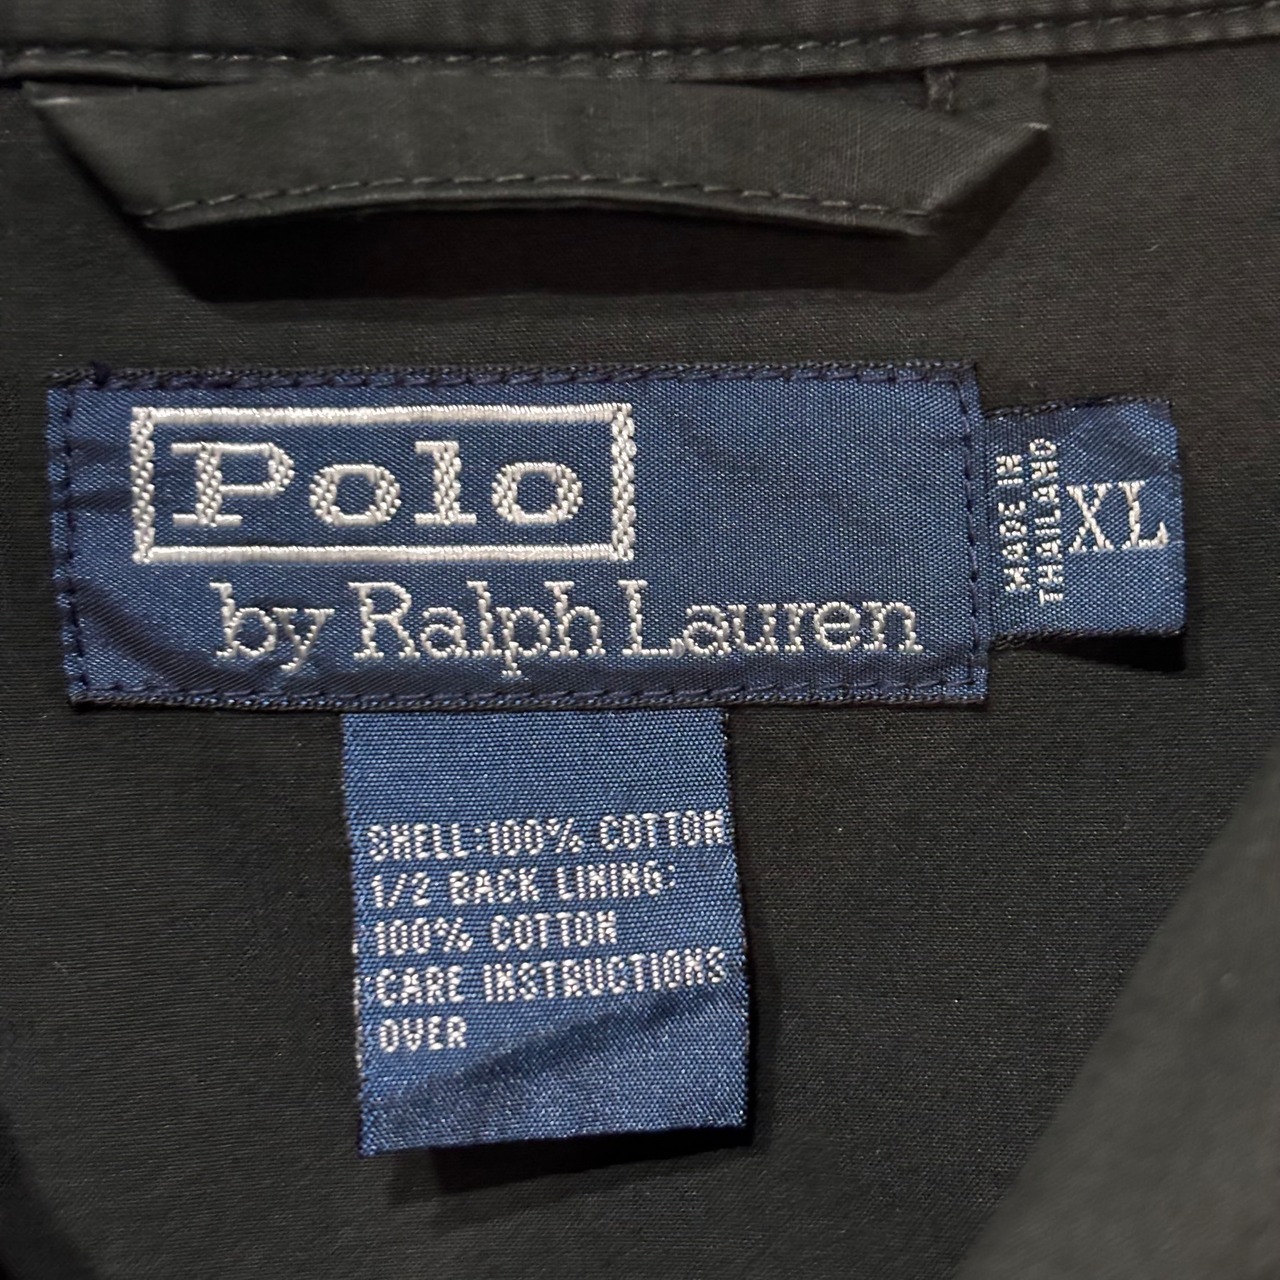 Polo
by Ralph Lauren
MADE IN
THAILAND
XL
SHELL:100% COTTON
1/2 BACK LINING:
100% COTTON
CARE INSTRUCTIONS
OVER